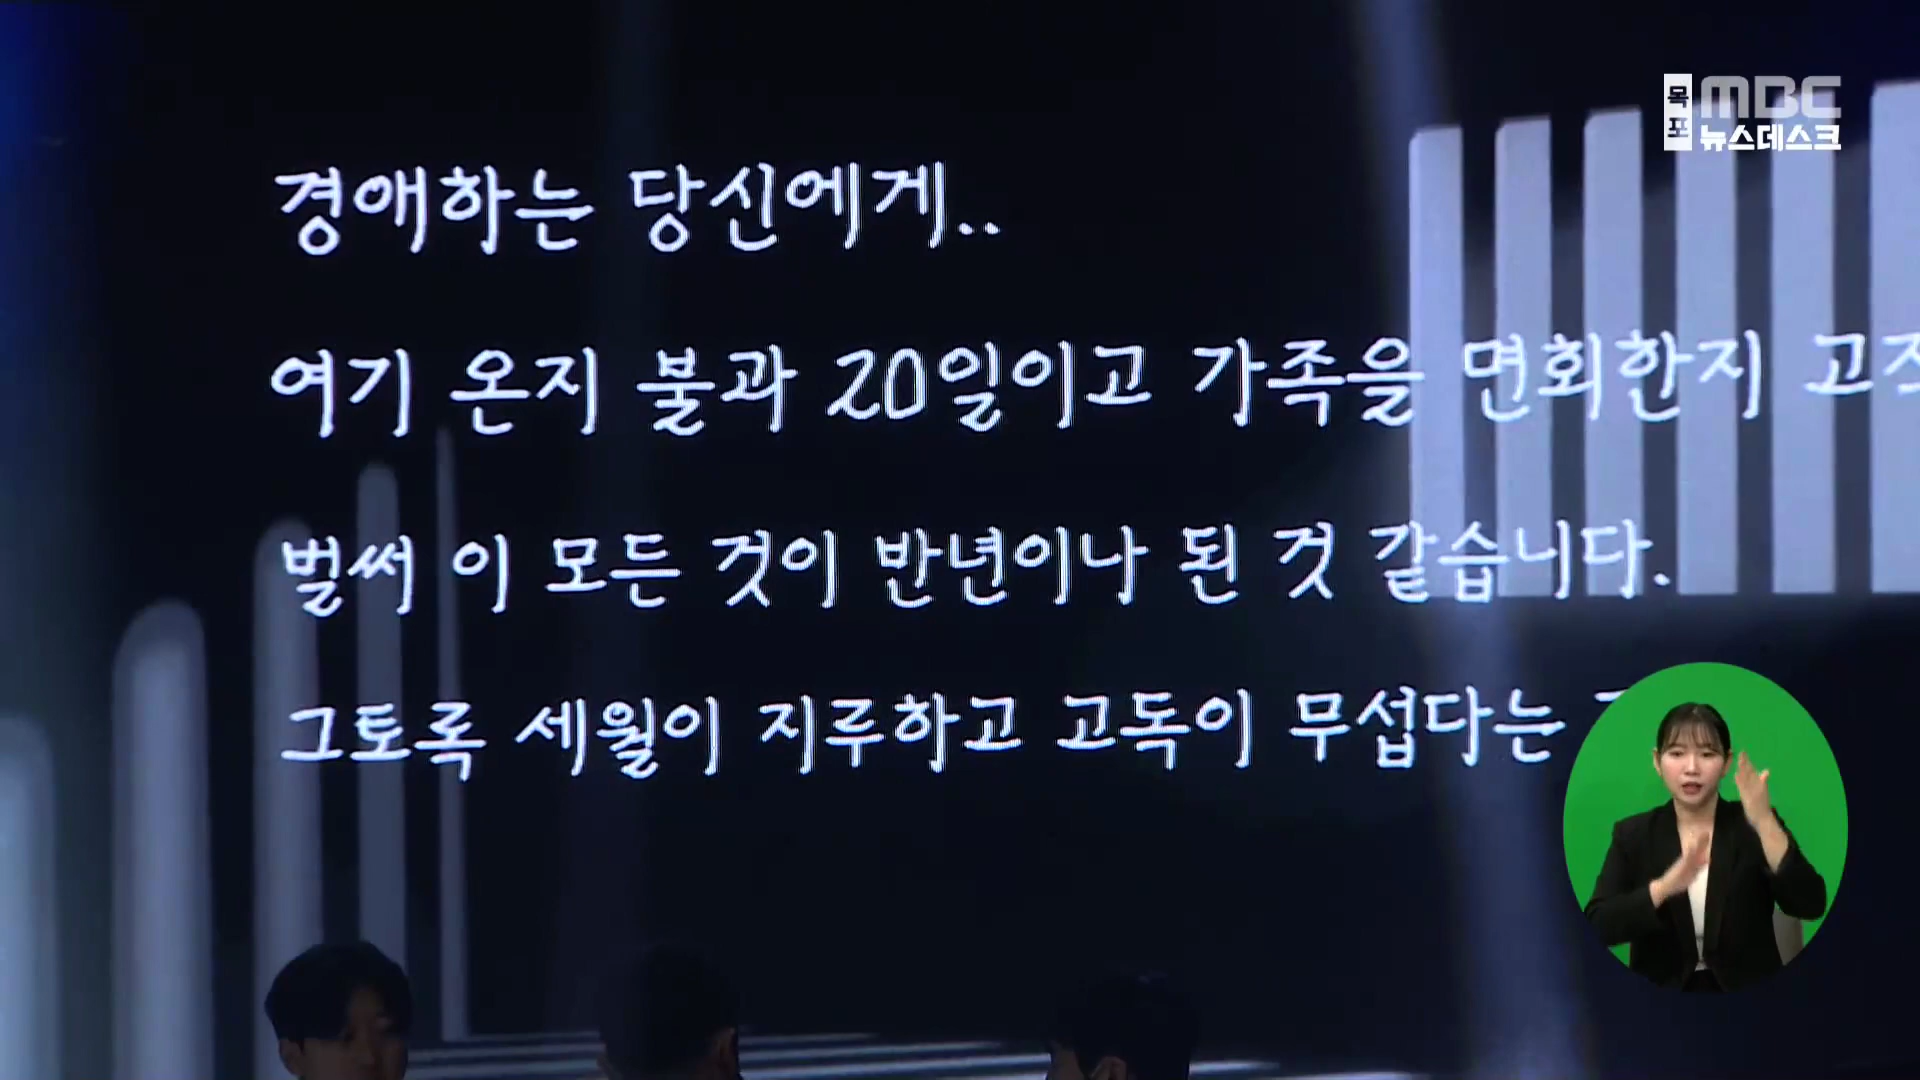 목포 MBC
뉴스데스크
경애하는 당신에게..
여기 온지 불과 20일이고 가족을 면회한지
벌써 이 모든 것이 반년이나 된 것 같습니다.
그토록 세월이 지루하고 고독이 무섭다는